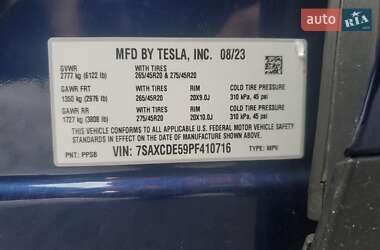 auto RIA
.com
MFD BY TESLA, INC. 08/23
GVWR WITH TIRES
2777 kg (6122 lb) 265/45R20 & 275/45R20
GAWR FRT WITH TIRES RIM COLD TIRE PRESSURE
1350 kg (2976 lb) 265/45R20 20X9.0J 310 kPa, 45 psi
GAWR RR WITH TIRES RIM COLD TIRE PRESSURE
1727 kg (3808 lb) 275/45R20 20X10.0J 310 kPa, 45 psi
THIS VEHICLE CONFORMS TO ALL APPLICABLE FEDERAL MOTOR VEHICLE SAFETY
STANDARDS IN EFFECT ON THE DATE OF MANUFACTURE SHOWN ABOVE.
PNT: PPSB VIN: 7SAXCDE59PF410716 TYPE: MPV